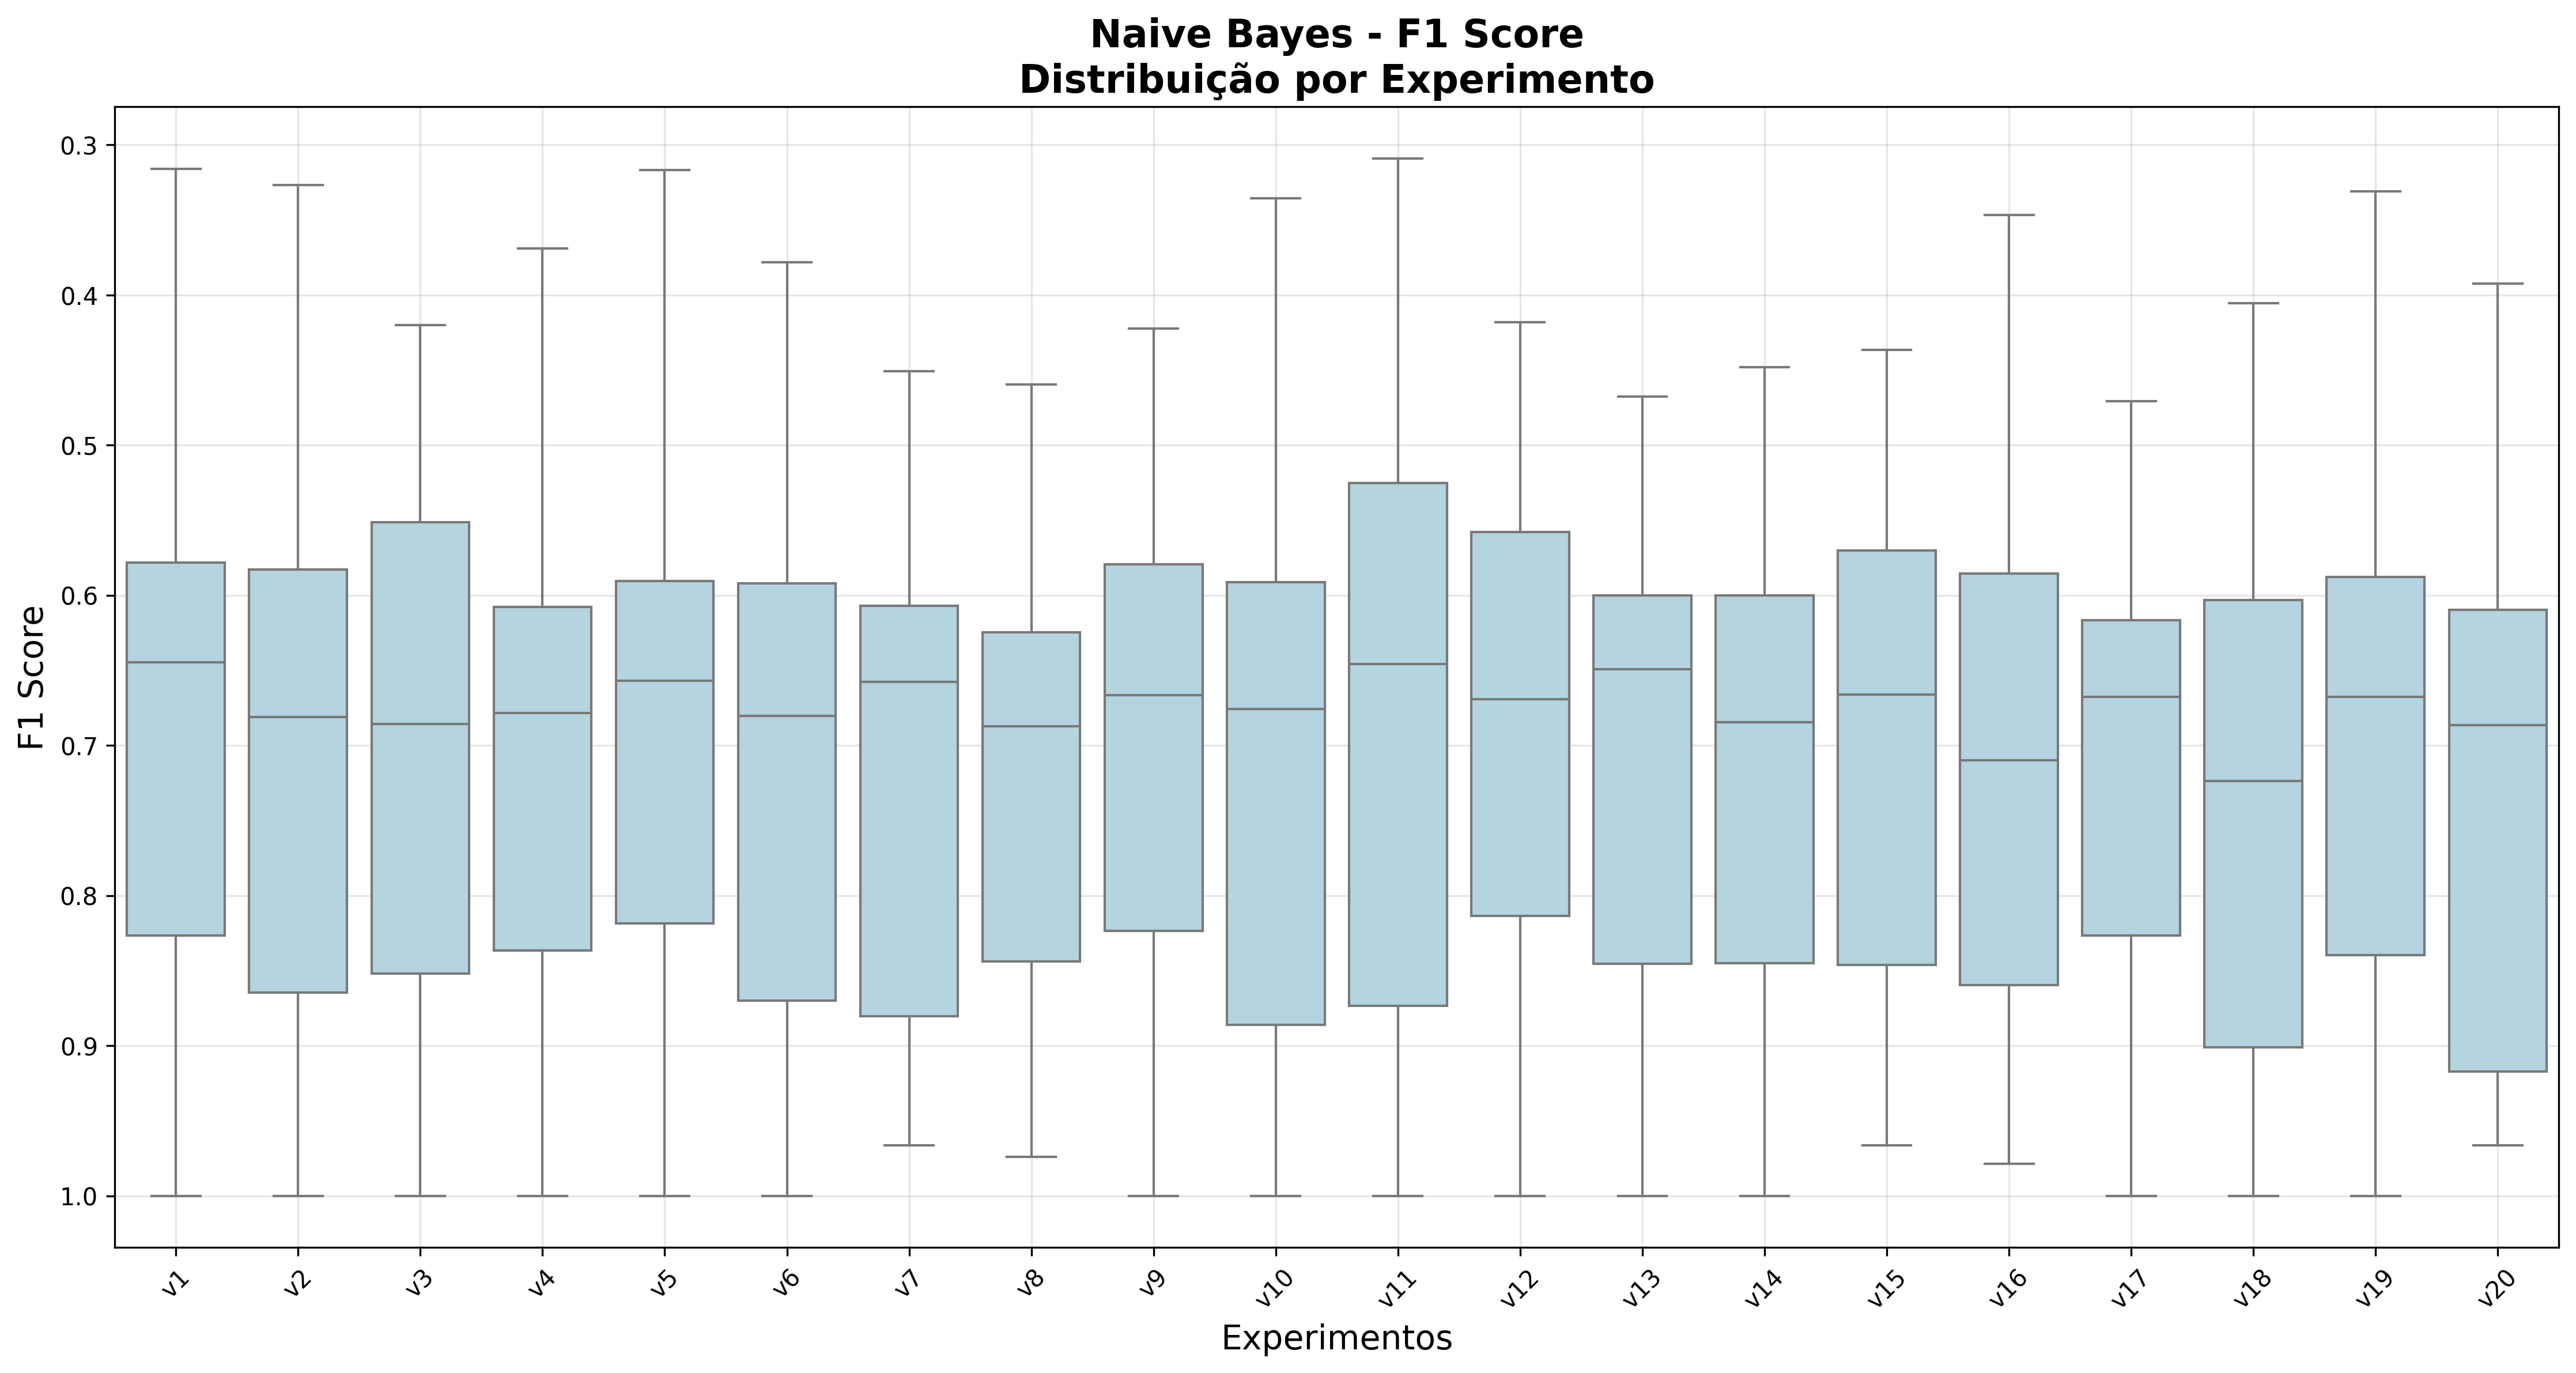 Naive Bayes - F1 Score
Distribuição por Experimento
F1 Score
0.3
0.4
0.5
0.6
0.7
0.8
0.9
1.0
v1
v2
v3
v4
v5
v6
v7
v8
v9
v10
v11
v12
v13
v14
v15
v16
v17
v18
v19
v20
Experimentos